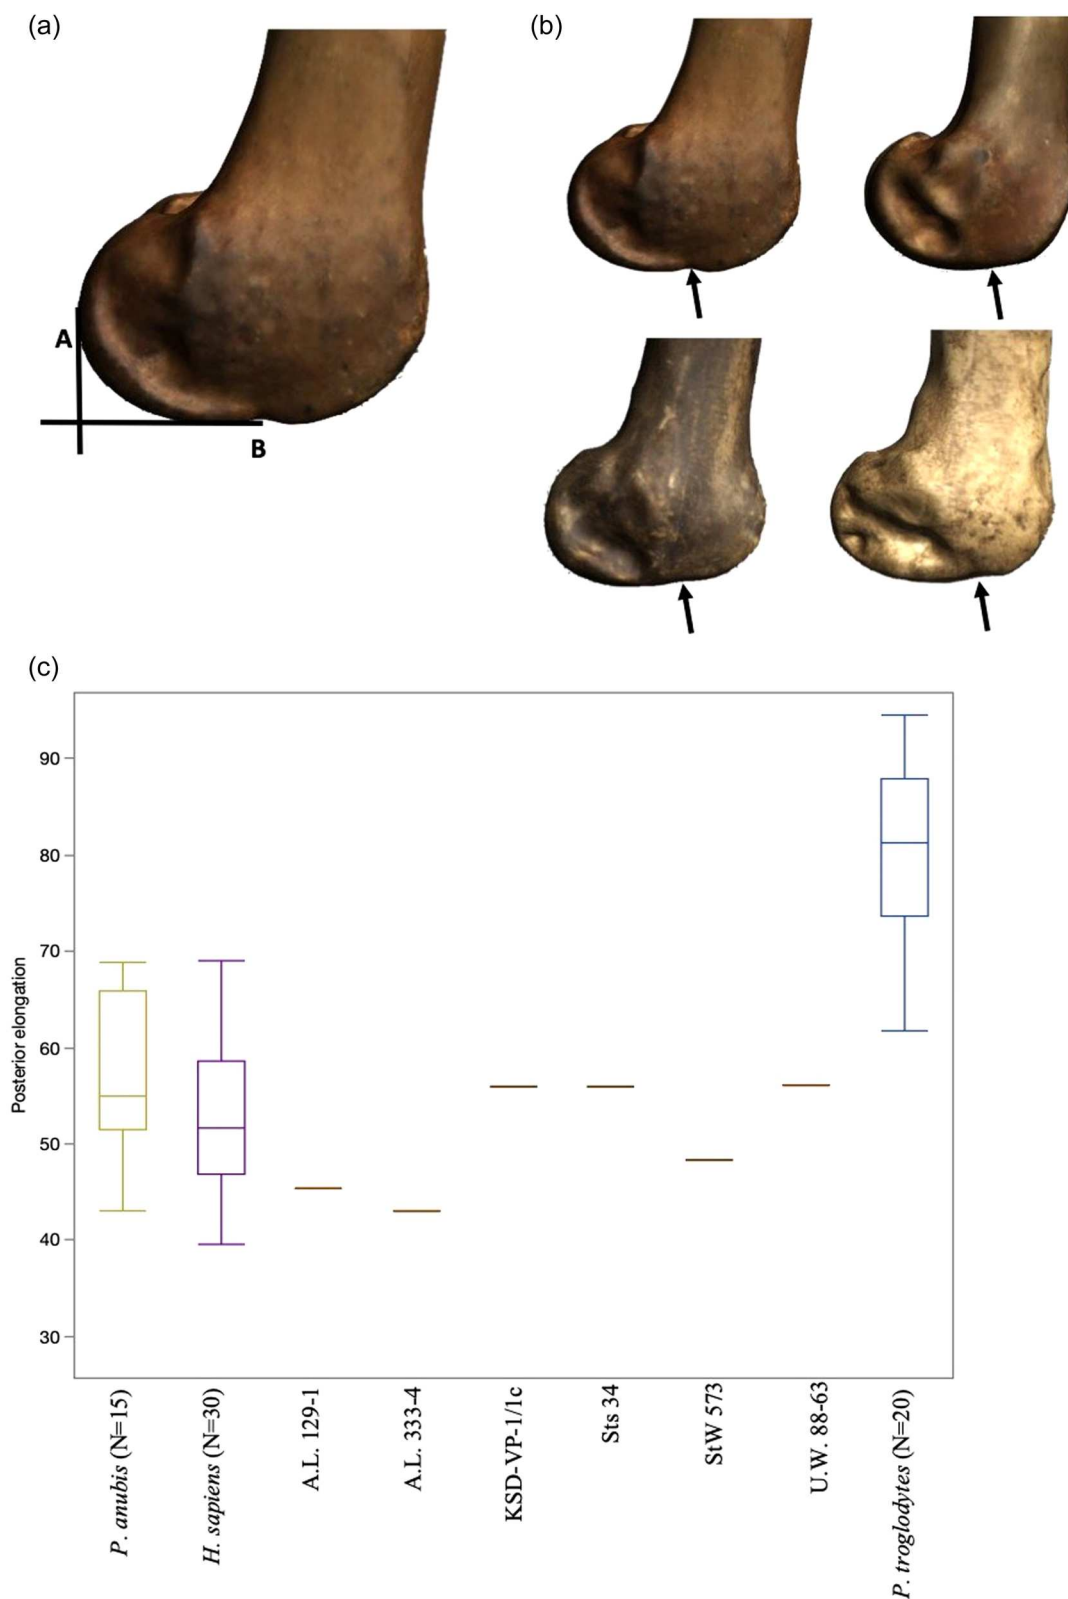 (a)
(b)
A
B
(c)
Posterior elongation
90
80
70
60
50
40
30
P. anubis (N=15)
H. sapiens (N=30)
A.L. 129-1
A.L. 333-4
KSD-VP-1/1c
Sts 34
StW 573
U.W. 88-63
P. troglodytes (N=20)